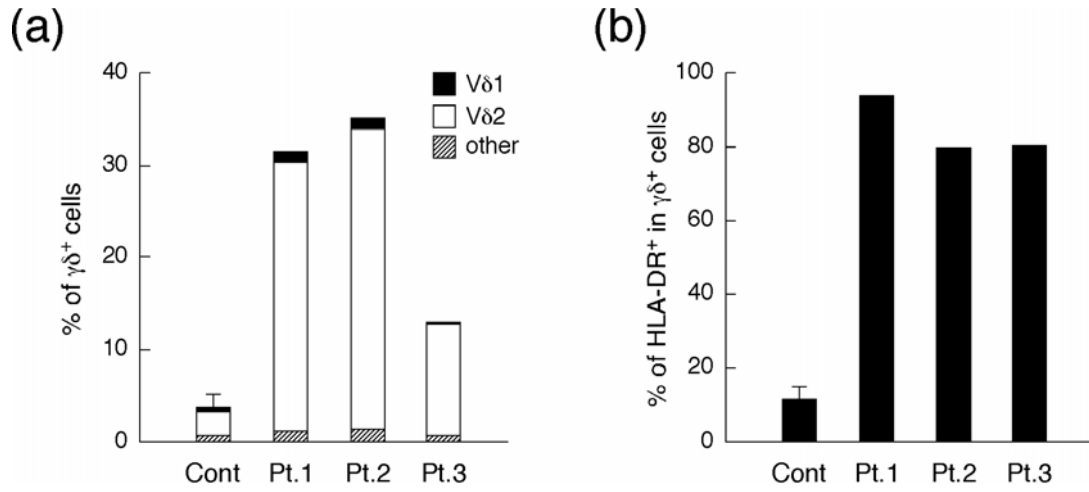 (a)
% of γδ+ cells
40
30
20
10
0
Vδ1
Vδ2
other
Cont Pt.1 Pt.2 Pt.3
(b)
% of HLA-DR+ in γδ+ cells
100
80
60
40
20
0
Cont Pt.1 Pt.2 Pt.3